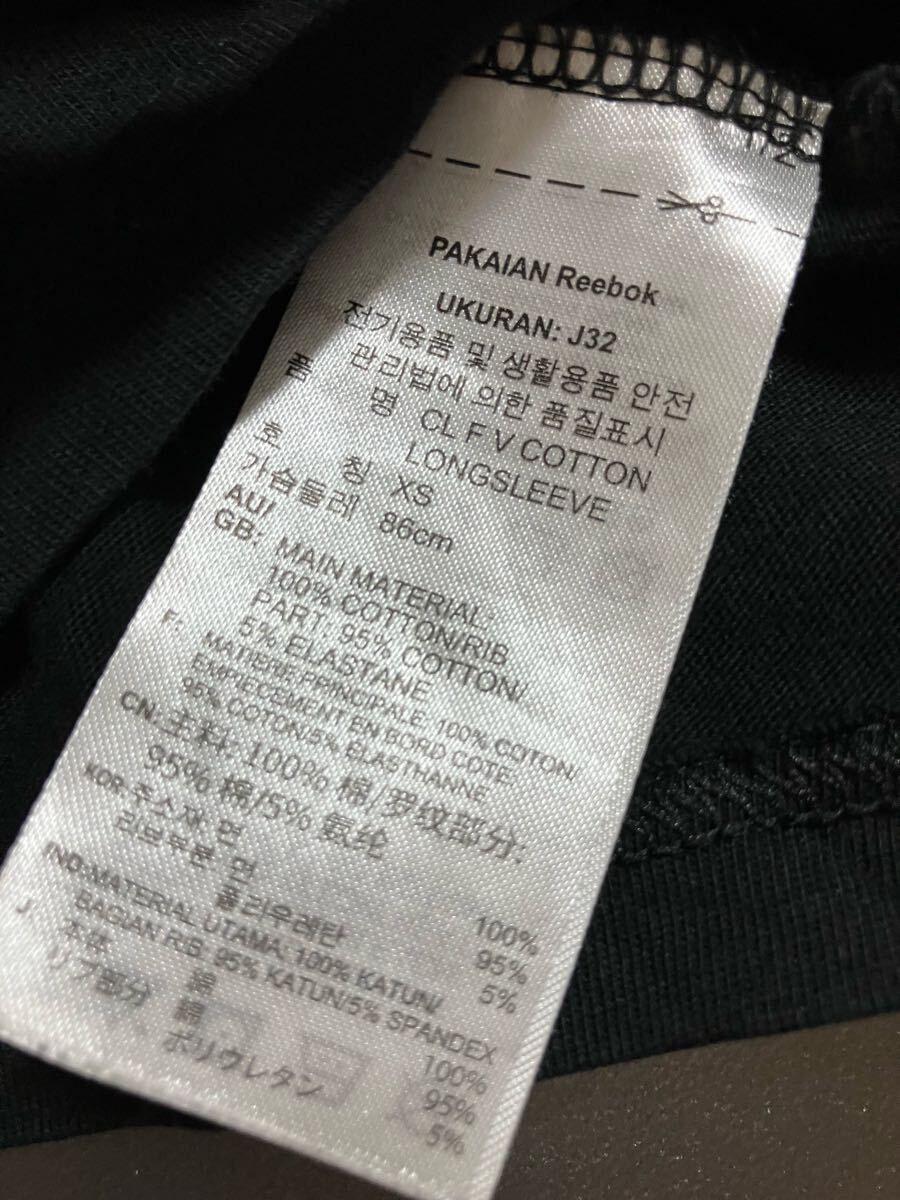 PAKAIAN Reebok
UKURAN: J32
전기용품 및 생활용품 안전
관리법에 의한 품질표시
품 명 CL F V COTTON
LONGSLEEVE
호 칭 XS
가슴둘레 86cm
AU/
GB: MAIN MATERIAL:
100% COTTON/RIB
PART: 95% COTTON/
5% ELASTANE
F: MATIERE PRINCIPALE, 100% COTON/
EMPIECEMENT EN BORD COTE
95% COTON/5% ELASTHANNE
CN: 主料: 100% 棉/罗纹部分:
95% 棉/5% 氨纶
KOR:주소재:면 100%
리브부분:면 95%
폴리우레탄 5%
IND:MATERIAL UTAMA, 100% KATUN/
BAGIAN RIB: 95% KATUN/5% SPANDEX
J: 本体 綿 100%
リブ部分 綿 95%
ポリウレタン 5%